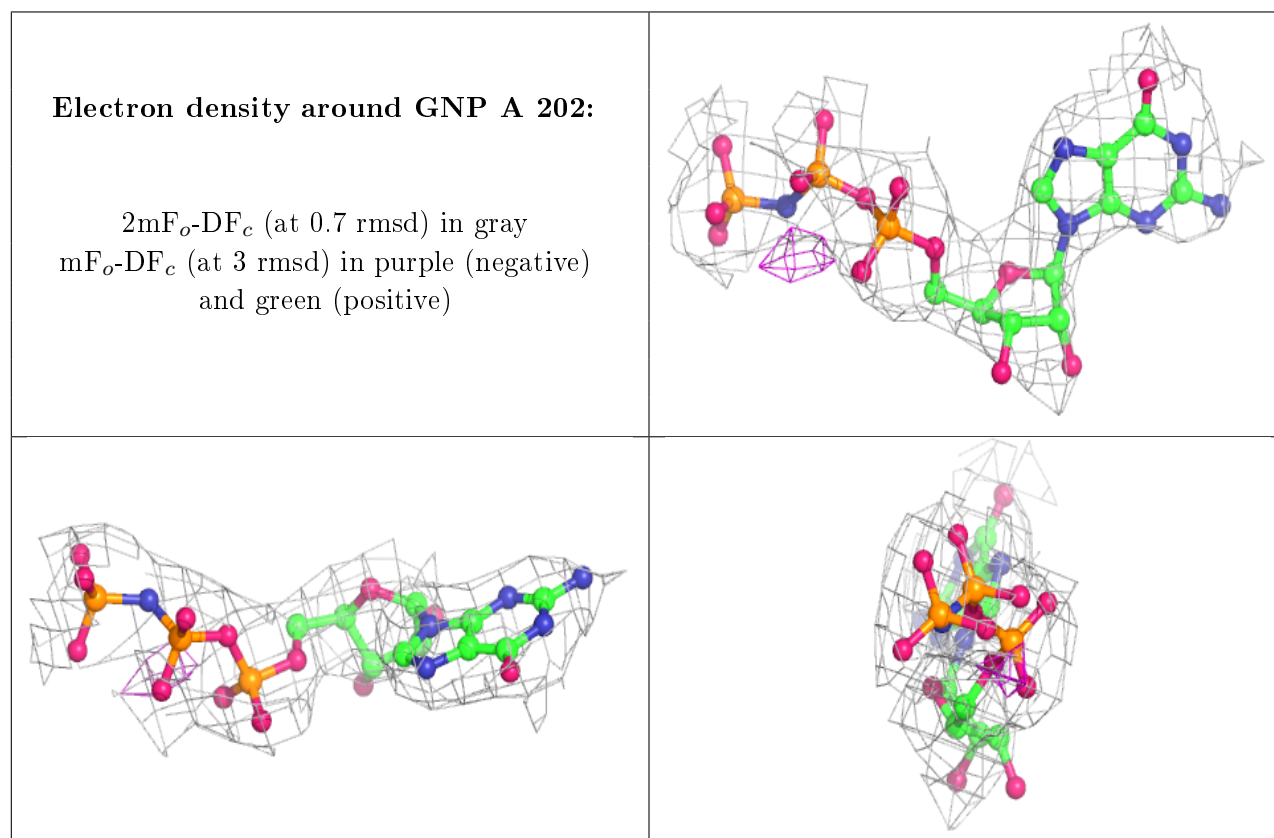 Electron density around GNP A 202:
2mFo-DFc (at 0.7 rmsd) in gray
mFo-DFc (at 3 rmsd) in purple (negative)
and green (positive)